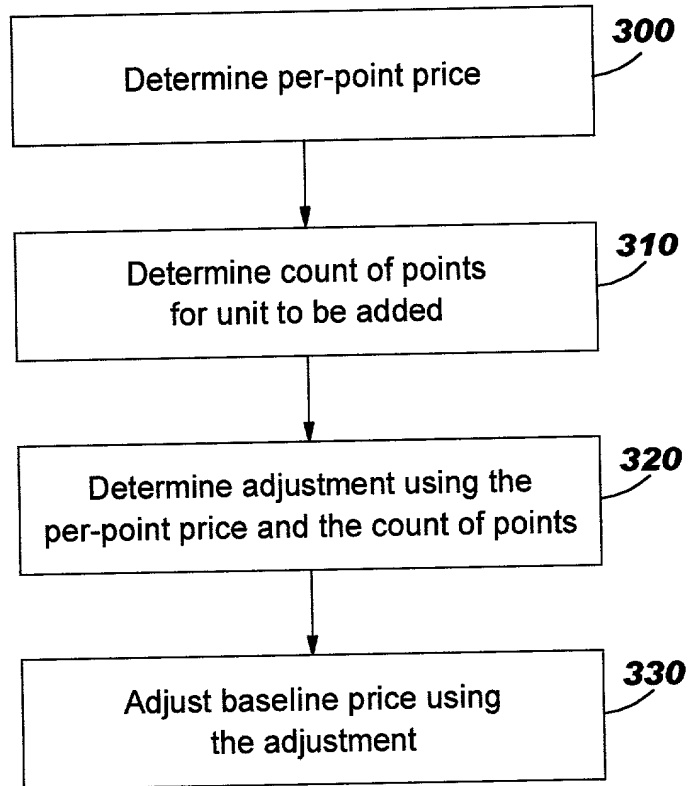 300
Determine per-point price
310
Determine count of points
for unit to be added
320
Determine adjustment using the
per-point price and the count of points
330
Adjust baseline price using
the adjustment